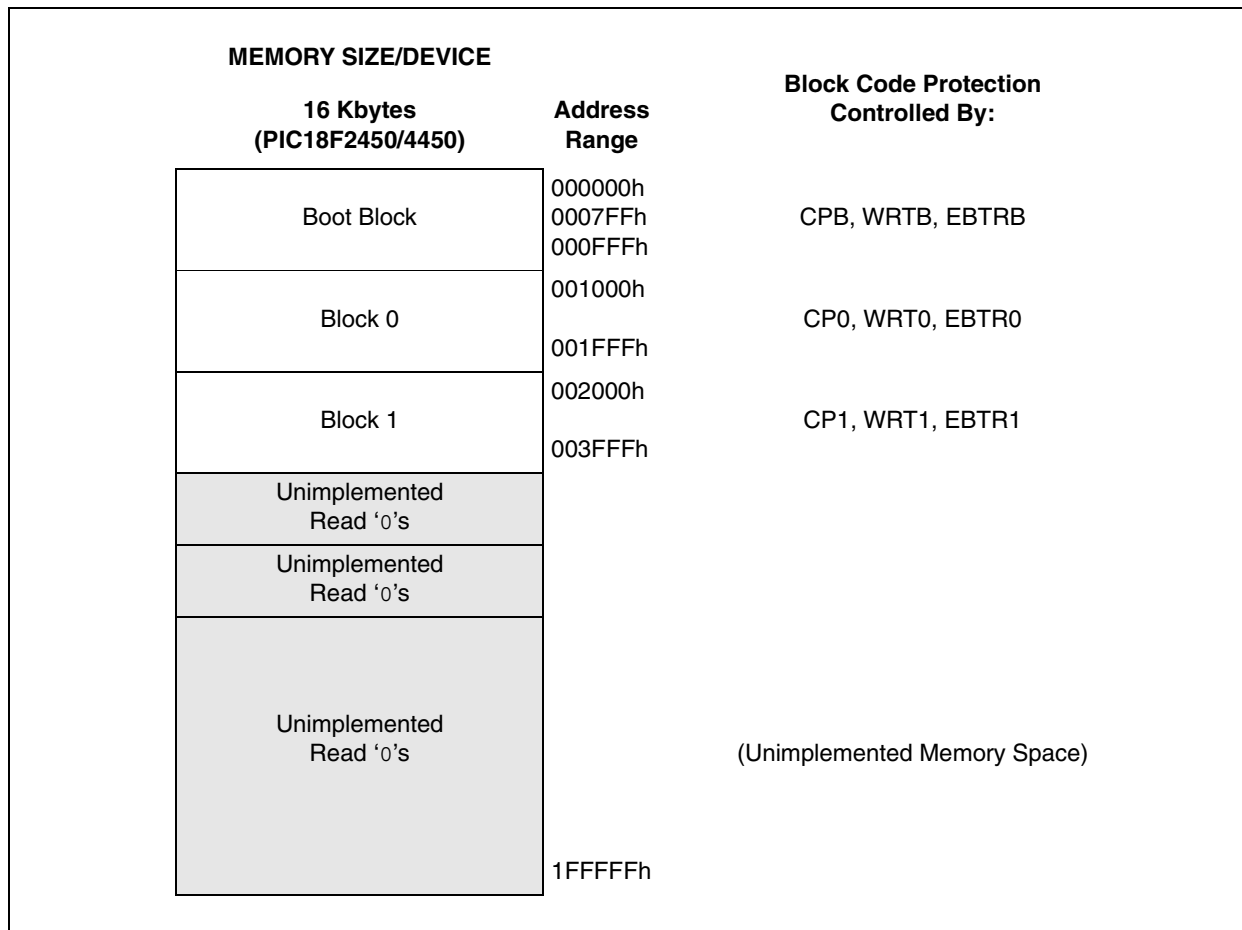 MEMORY SIZE/DEVICE
16 Kbytes
(PIC18F2450/4450)
Address
Range
Block Code Protection
Controlled By:
Boot Block
000000h
0007FFh
000FFFh
CPB, WRTB, EBTRB
Block 0
001000h
001FFFh
CP0, WRT0, EBTR0
Block 1
002000h
003FFFh
CP1, WRT1, EBTR1
Unimplemented
Read ‘0’s
Unimplemented
Read ‘0’s
Unimplemented
Read ‘0’s
(Unimplemented Memory Space)
1FFFFFh